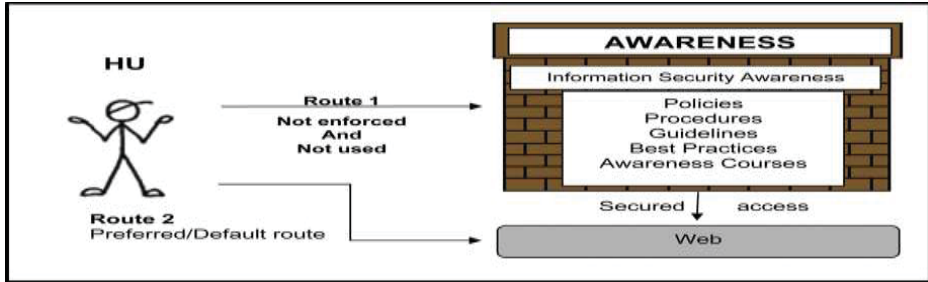 HU
Route 1
Not enforced
And
Not used
Route 2
Preferred/Default route
AWARENESS
Information Security Awareness
Policies
Procedures
Guidelines
Best Practices
Awareness Courses
Secured access
Web